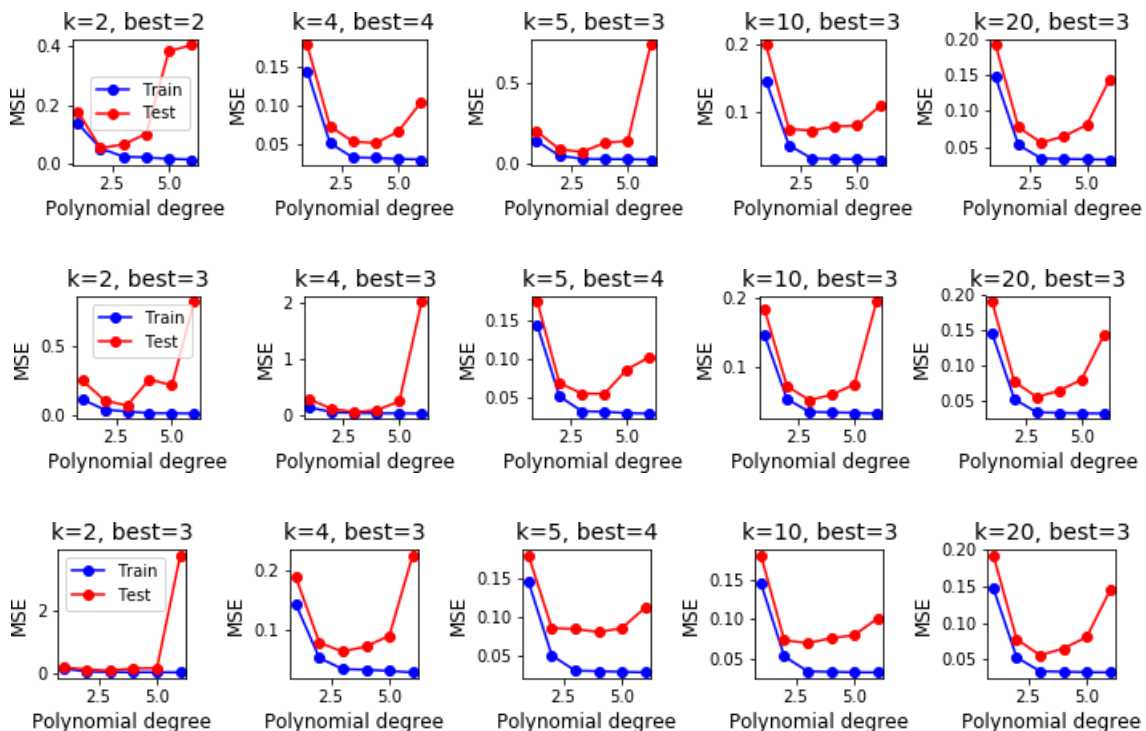 k=2, best=2 k=4, best=4 k=5, best=3 k=10, best=3 k=20, best=3
0.4 0.15 0.5 0.2 0.20
Train 0.15
0.2 0.10 0.1 0.10
Test
0.05 0.05
0.0 0.0
MSE MSE MSE MSE MSE
2.5 5.0 2.5 5.0 2.5 5.0 2.5 5.0 2.5 5.0
Polynomial degree Polynomial degree Polynomial degree Polynomial degree Polynomial degree
k=2, best=3 k=4, best=3 k=5, best=4 k=10, best=3 k=20, best=3
2 0.2 0.20
Train 0.15 0.15
0.5 1 0.10 0.1 0.10
Test
0.05 0.05
0.0 0
MSE MSE MSE MSE MSE
2.5 5.0 2.5 5.0 2.5 5.0 2.5 5.0 2.5 5.0
Polynomial degree Polynomial degree Polynomial degree Polynomial degree Polynomial degree
k=2, best=3 k=4, best=3 k=5, best=4 k=10, best=3 k=20, best=3
0.2 0.15 0.15 0.20
Train 0.15
2 0.1 0.10 0.10 0.10
Test
0.05 0.05 0.05
0
MSE MSE MSE MSE MSE
2.5 5.0 2.5 5.0 2.5 5.0 2.5 5.0 2.5 5.0
Polynomial degree Polynomial degree Polynomial degree Polynomial degree Polynomial degree